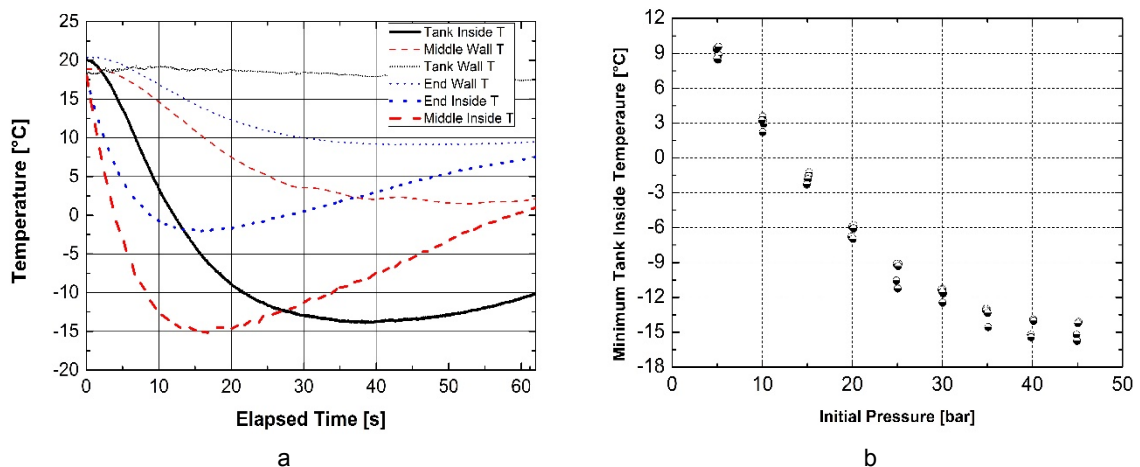 25
20
15
10
5
0
-5
-10
-15
-20
Temperature [°C]
0 10 20 30 40 50 60
Elapsed Time [s]
Tank Inside T
Middle Wall T
Tank Wall T
End Wall T
End Inside T
Middle Inside T
a
12
9
6
3
0
-3
-6
-9
-12
-15
-18
Minimum Tank Inside Temperaure [°C]
0 10 20 30 40 50
Initial Pressure [bar]
b